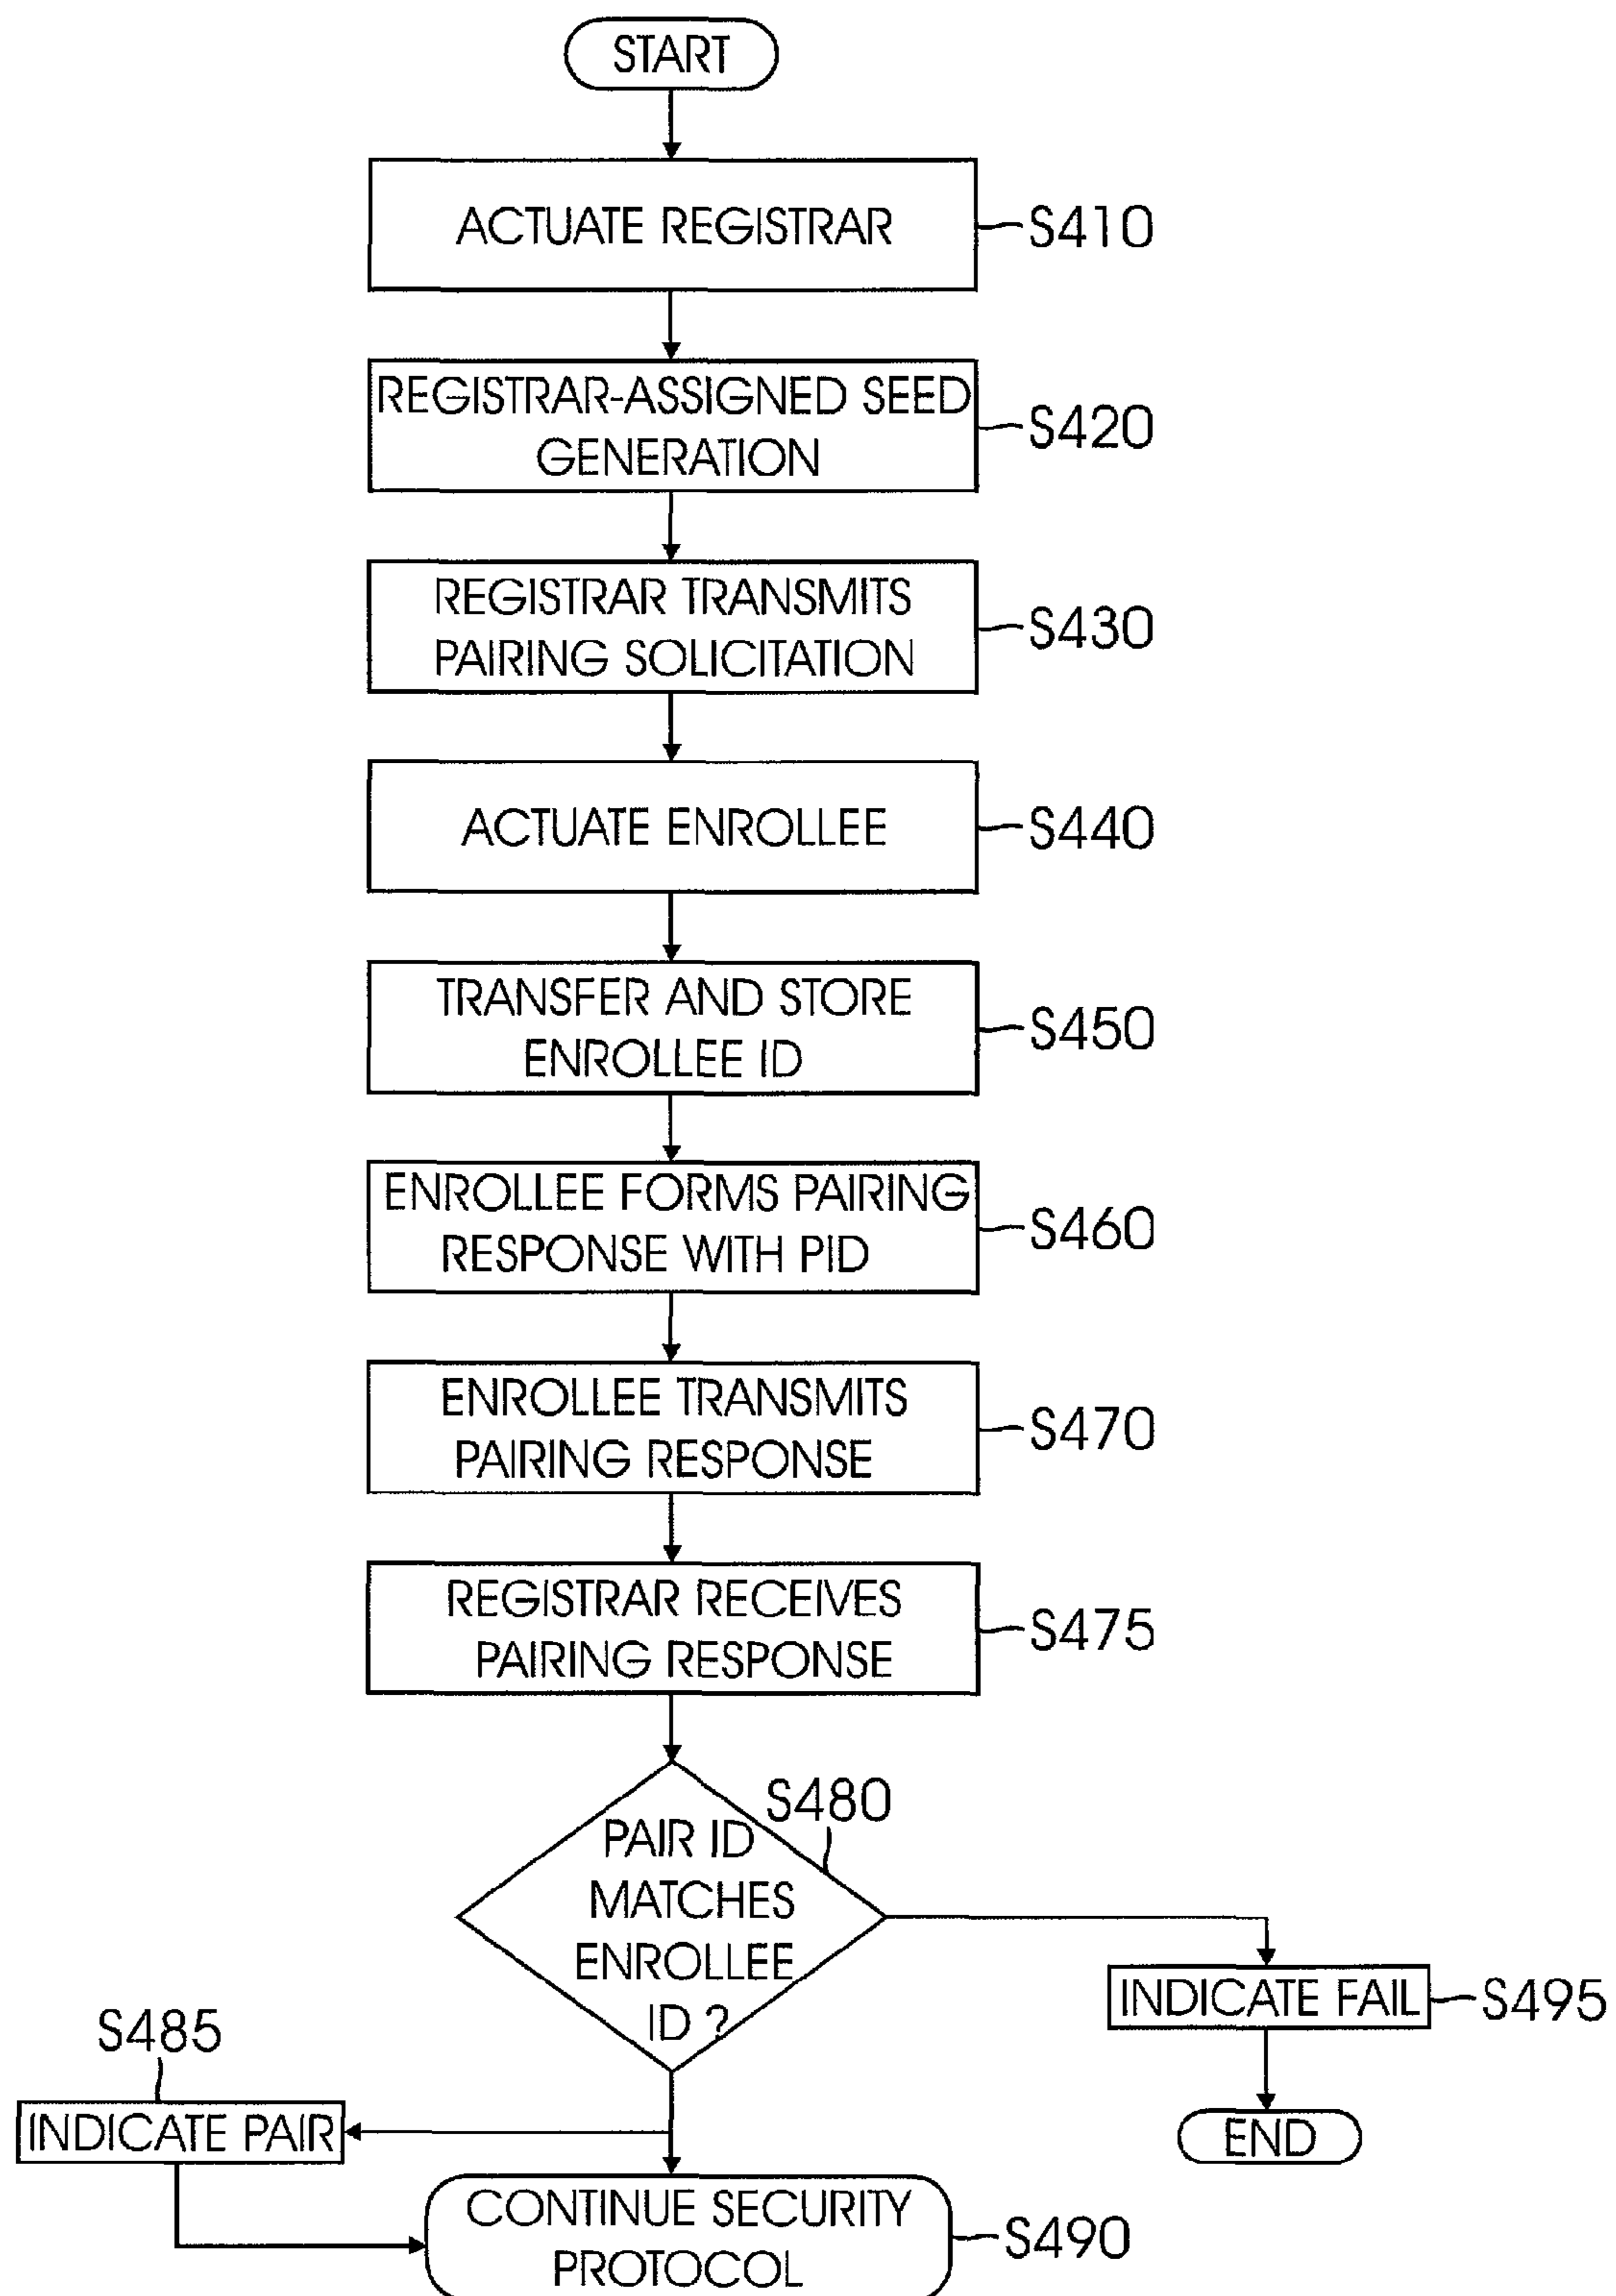 START
ACTUATE REGISTRAR
S410
REGISTRAR-ASSIGNED SEED
GENERATION
S420
REGISTRAR TRANSMITS
PAIRING SOLICITATION
S430
ACTUATE ENROLLEE
S440
TRANSFER AND STORE
ENROLLEE ID
S450
ENROLLEE FORMS PAIRING
RESPONSE WITH PID
S460
ENROLLEE TRANSMITS
PAIRING RESPONSE
S470
REGISTRAR RECEIVES
PAIRING RESPONSE
S475
S480
PAIR ID
MATCHES
ENROLLEE
ID ?
INDICATE FAIL
S495
END
S485
INDICATE PAIR
CONTINUE SECURITY
PROTOCOL
S490